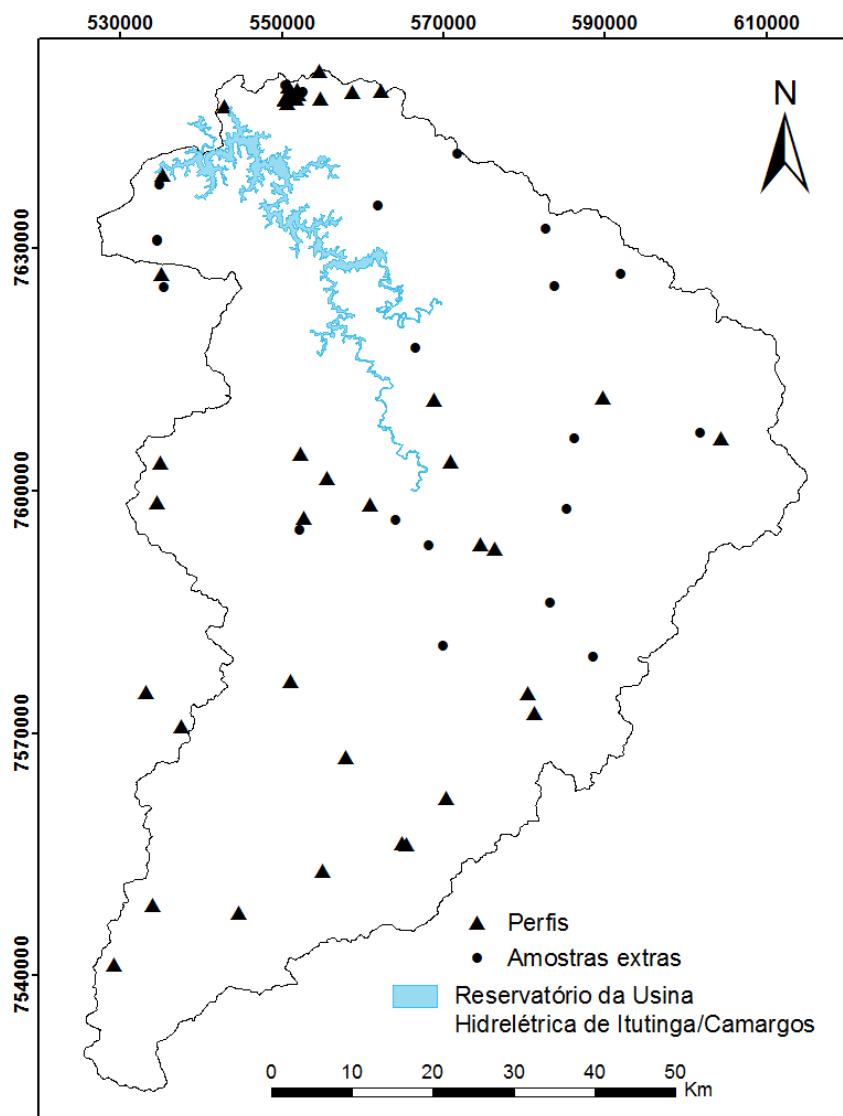 530000 550000 570000 590000 610000
N
7630000
7600000
7570000
7540000
Perfis
Amostras extras
Reservatório da Usina
Hidrelétrica de Itutinga/Camargos
0 10 20 30 40 50
Km